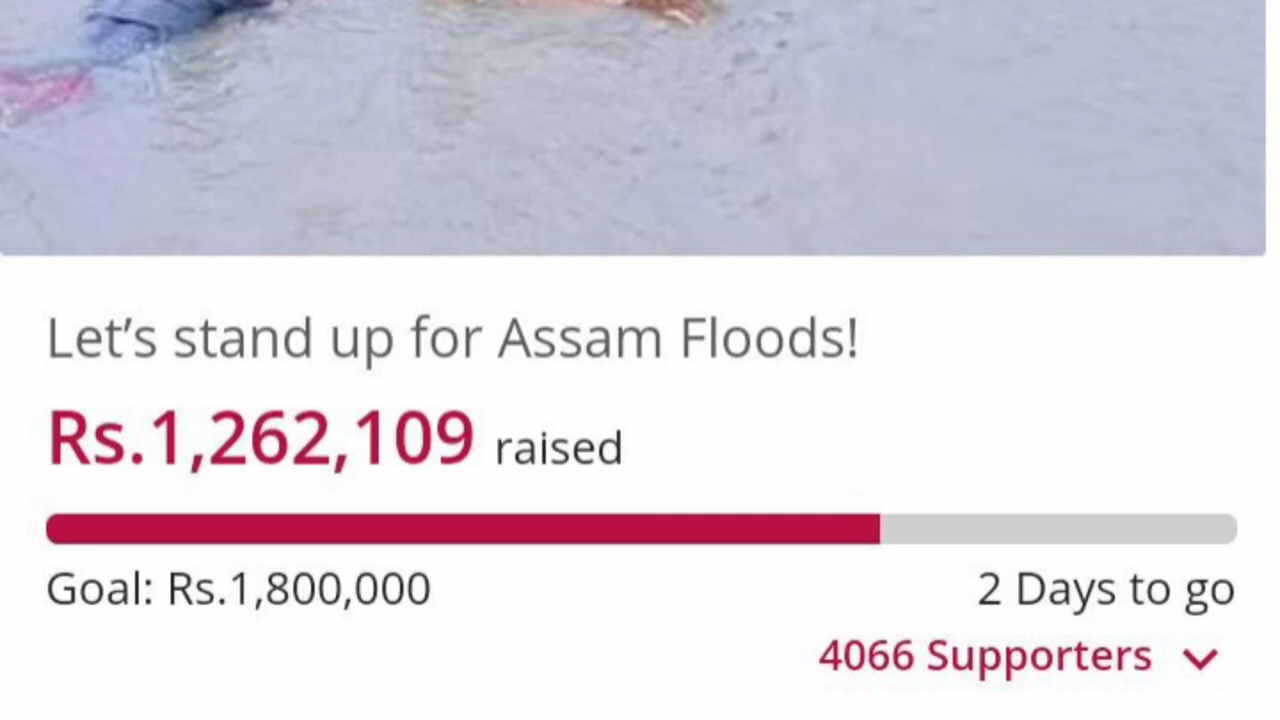 Let's stand up for Assam Floods!
Rs.1,262,109 raised
Goal: Rs.1,800,000
2 Days to go
4066 Supporters